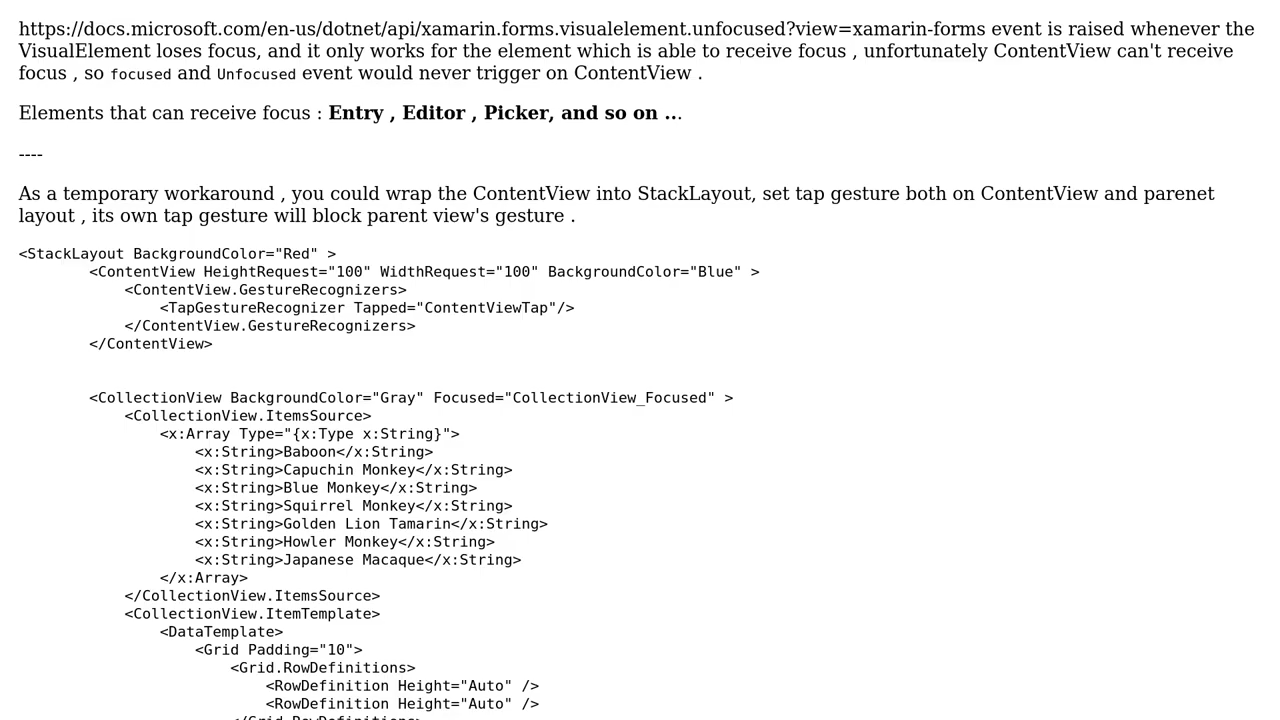 https://docs.microsoft.com/en-us/dotnet/api/xamarin.forms.visualelement.unfocused?view=xamarin-forms event is raised whenever the
VisualElement loses focus, and it only works for the element which is able to receive focus , unfortunately ContentView can't receive
focus , so focused and Unfocused event would never trigger on ContentView .
Elements that can receive focus : Entry , Editor , Picker, and so on ...
----
As a temporary workaround , you could wrap the ContentView into StackLayout, set tap gesture both on ContentView and parenet
layout , its own tap gesture will block parent view's gesture .
<StackLayout BackgroundColor="Red" >
<ContentView HeightRequest="100" WidthRequest="100" BackgroundColor="Blue" >
<ContentView.GestureRecognizers>
<TapGestureRecognizer Tapped="ContentViewTap"/>
</ContentView.GestureRecognizers>
</ContentView>
<CollectionView BackgroundColor="Gray" Focused="CollectionView_Focused" >
<CollectionView.ItemsSource>
<x:Array Type="{x:Type x:String}">
<x:String>Baboon</x:String>
<x:String>Capuchin Monkey</x:String>
<x:String>Blue Monkey</x:String>
<x:String>Squirrel Monkey</x:String>
<x:String>Golden Lion Tamarin</x:String>
<x:String>Howler Monkey</x:String>
<x:String>Japanese Macaque</x:String>
</x:Array>
</CollectionView.ItemsSource>
<CollectionView.ItemTemplate>
<DataTemplate>
<Grid Padding="10">
<Grid.RowDefinitions>
<RowDefinition Height="Auto" />
<RowDefinition Height="Auto" />
</Grid.RowDefinitions>